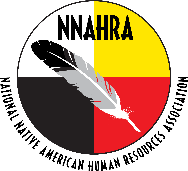 NNAHRA
NATIONAL NATIVE AMERICAN HUMAN RESOURCES ASSOCIATION